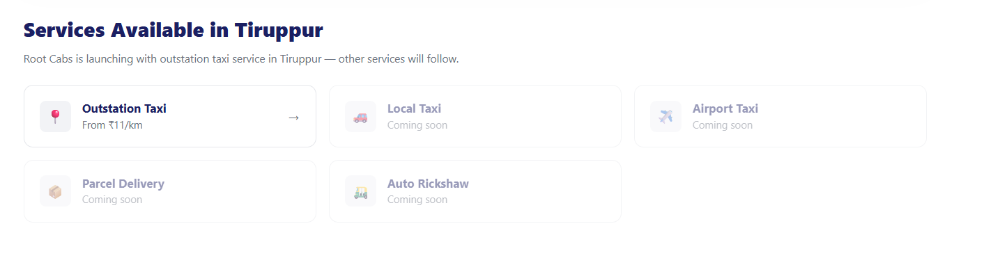 Services Available in Tiruppur
Root Cabs is launching with outstation taxi service in Tiruppur — other services will follow.
Outstation Taxi
From ₹11/km
→
Local Taxi
Coming soon
Airport Taxi
Coming soon
Parcel Delivery
Coming soon
Auto Rickshaw
Coming soon